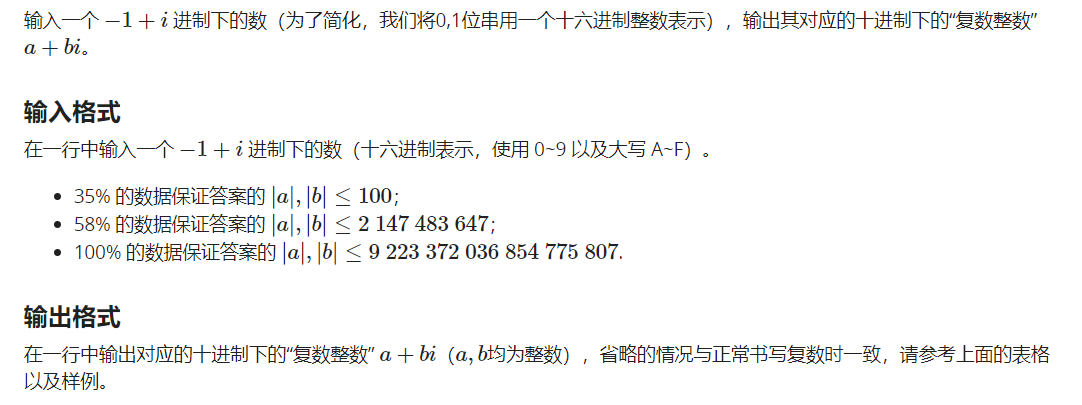 输入一个 −1 + i 进制下的数（为了简化，我们将0,1位串用一个十六进制整数表示），输出其对应的十进制下的“复数整数”
a + bi。
输入格式
在一行中输入一个 −1 + i 进制下的数（十六进制表示，使用 0~9 以及大写 A~F）。
• 35% 的数据保证答案的 |a|, |b| ≤ 100；
• 58% 的数据保证答案的 |a|, |b| ≤ 2 147 483 647；
• 100% 的数据保证答案的 |a|, |b| ≤ 9 223 372 036 854 775 807.
输出格式
在一行中输出对应的十进制下的“复数整数” a + bi（a, b均为整数），省略的情况与正常书写复数时一致，请参考上面的表格
以及样例。